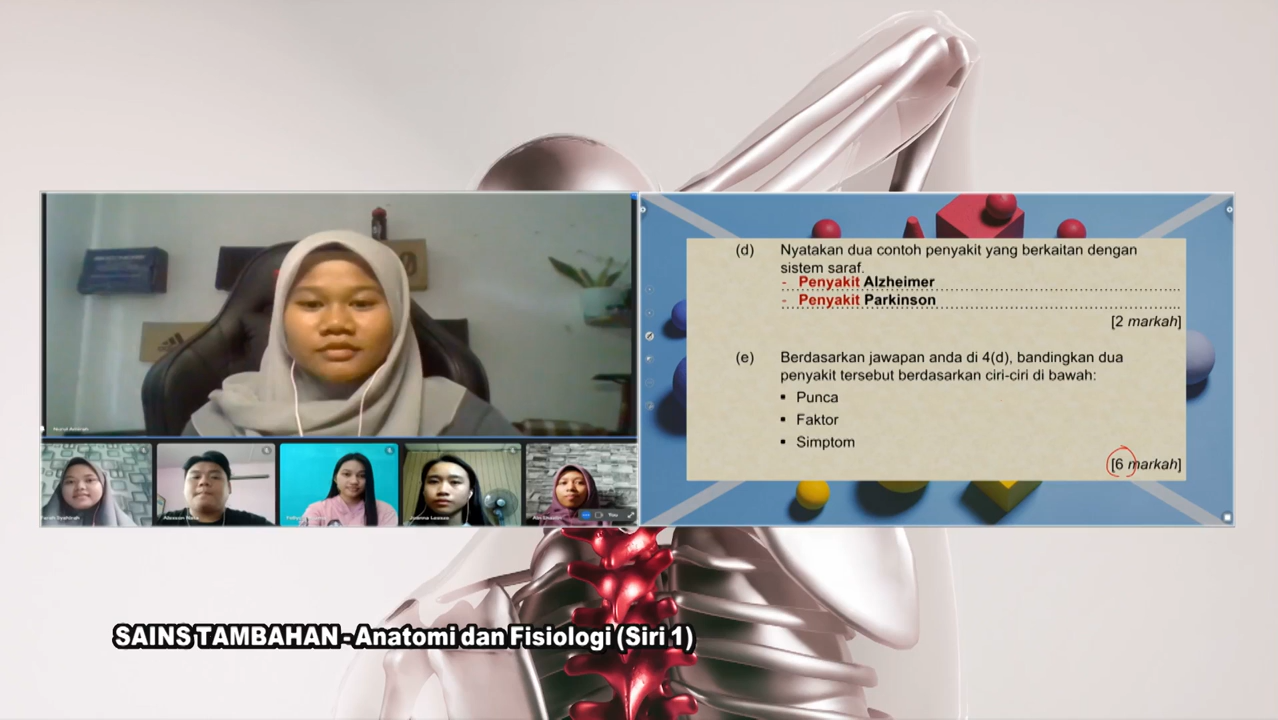 (d) Nyatakan dua contoh penyakit yang berkaitan dengan
sistem saraf.
- Penyakit Alzheimer
- Penyakit Parkinson
[2 markah]
(e) Berdasarkan jawapan anda di 4(d), bandingkan dua
penyakit tersebut berdasarkan ciri-ciri di bawah:
▪ Punca
▪ Faktor
▪ Simptom
[6 markah]
SAINS TAMBAHAN - Anatomi dan Fisiologi (Siri 1)